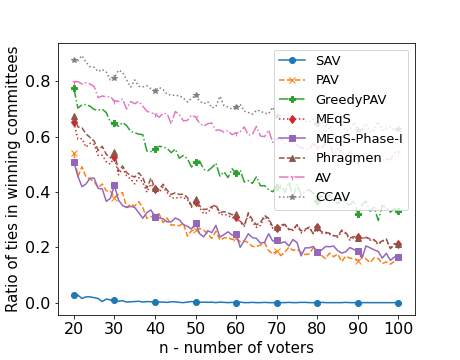 Ratio of ties in winning committees
0.8
0.6
0.4
0.2
0.0
SAV
PAV
GreedyPAV
MEqS
MEqS-Phase-I
Phragmen
AV
CCAV
20 30 40 50 60 70 80 90 100
n - number of voters